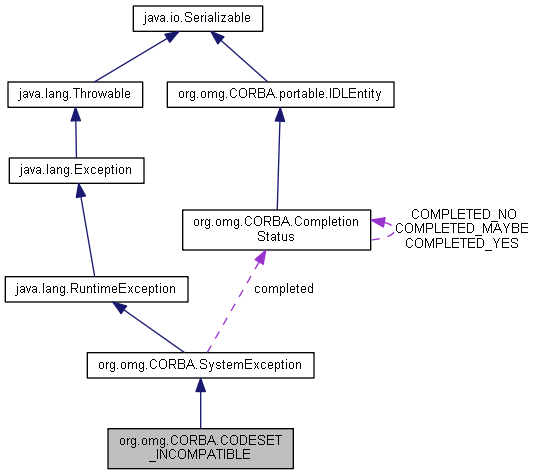 java.io.Serializable
java.lang.Throwable
org.omg.CORBA.portable.IDLEntity
java.lang.Exception
org.omg.CORBA.Completion
Status
COMPLETED_NO
COMPLETED_MAYBE
COMPLETED_YES
java.lang.RuntimeException
completed
org.omg.CORBA.SystemException
org.omg.CORBA.CODESET
_INCOMPATIBLE